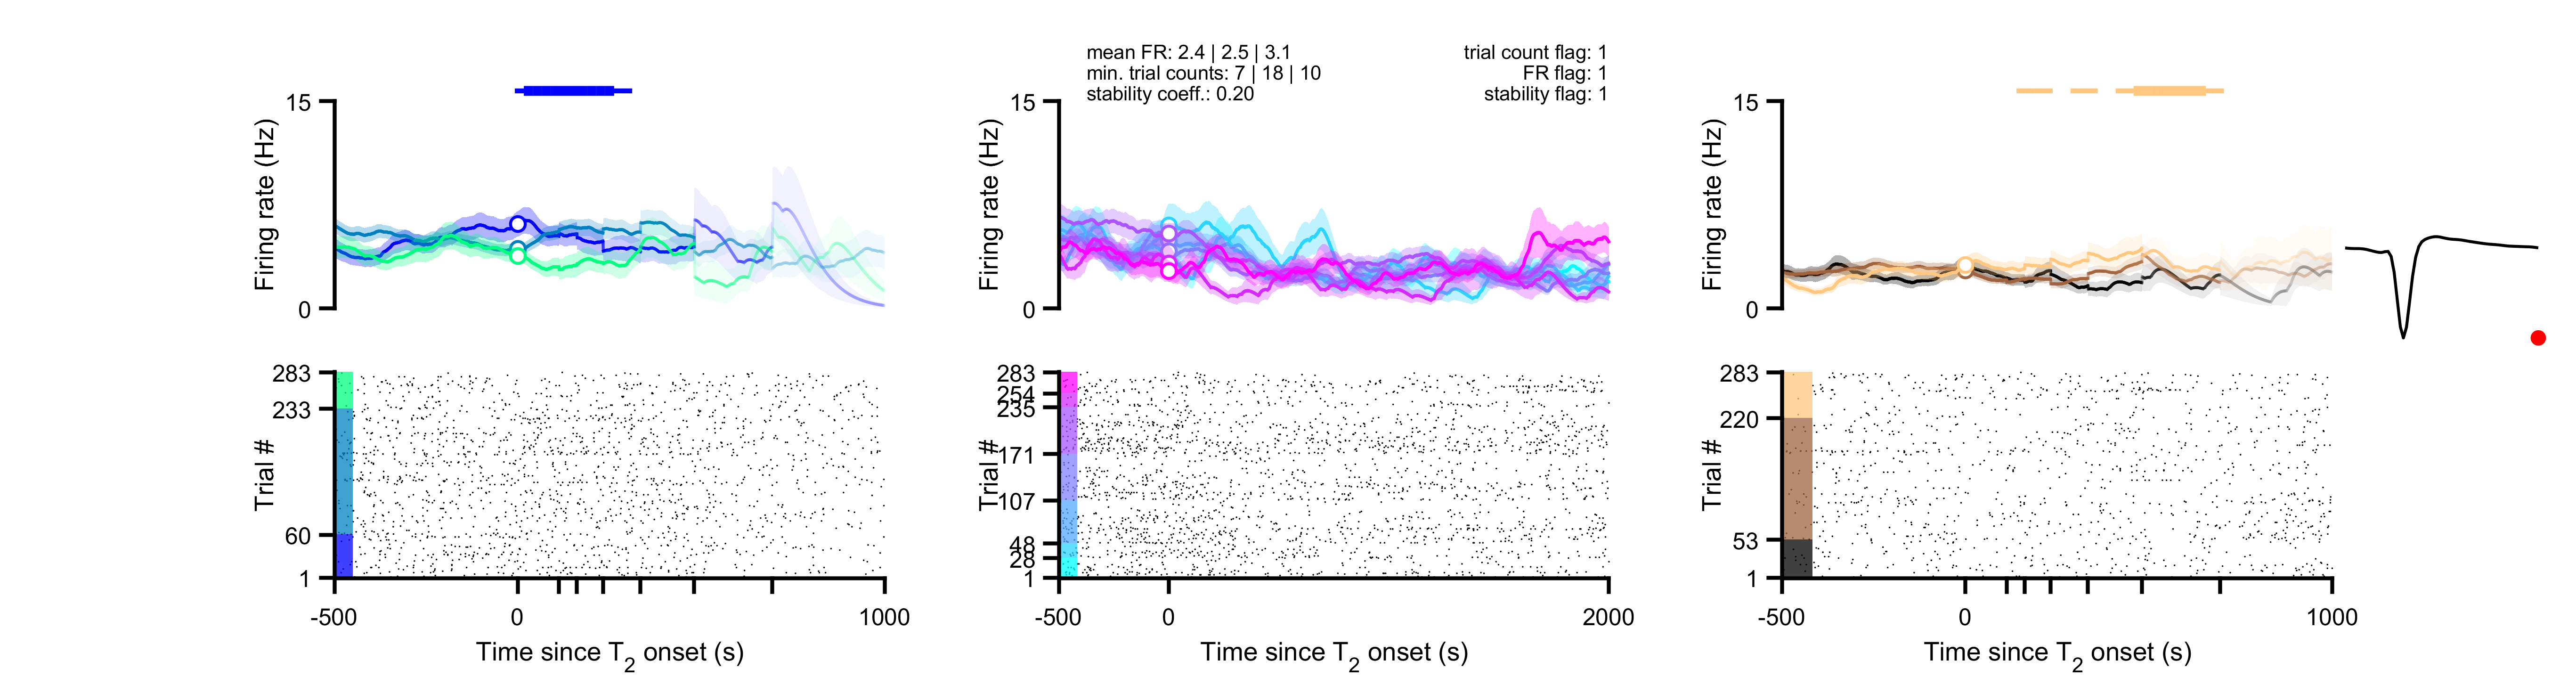 mean FR: 2.4 | 2.5 | 3.1
min. trial counts: 7 | 18 | 10
stability coeff.: 0.20
trial count flag: 1
FR flag: 1
stability flag: 1
15
0
Firing rate (Hz)
15
0
Firing rate (Hz)
15
0
Firing rate (Hz)
283
233
60
1
Trial #
-500
0
1000
Time since T2 onset (s)
283
254
235
171
107
48
28
1
Trial #
-500
0
2000
Time since T2 onset (s)
283
220
53
1
Trial #
-500
0
1000
Time since T2 onset (s)